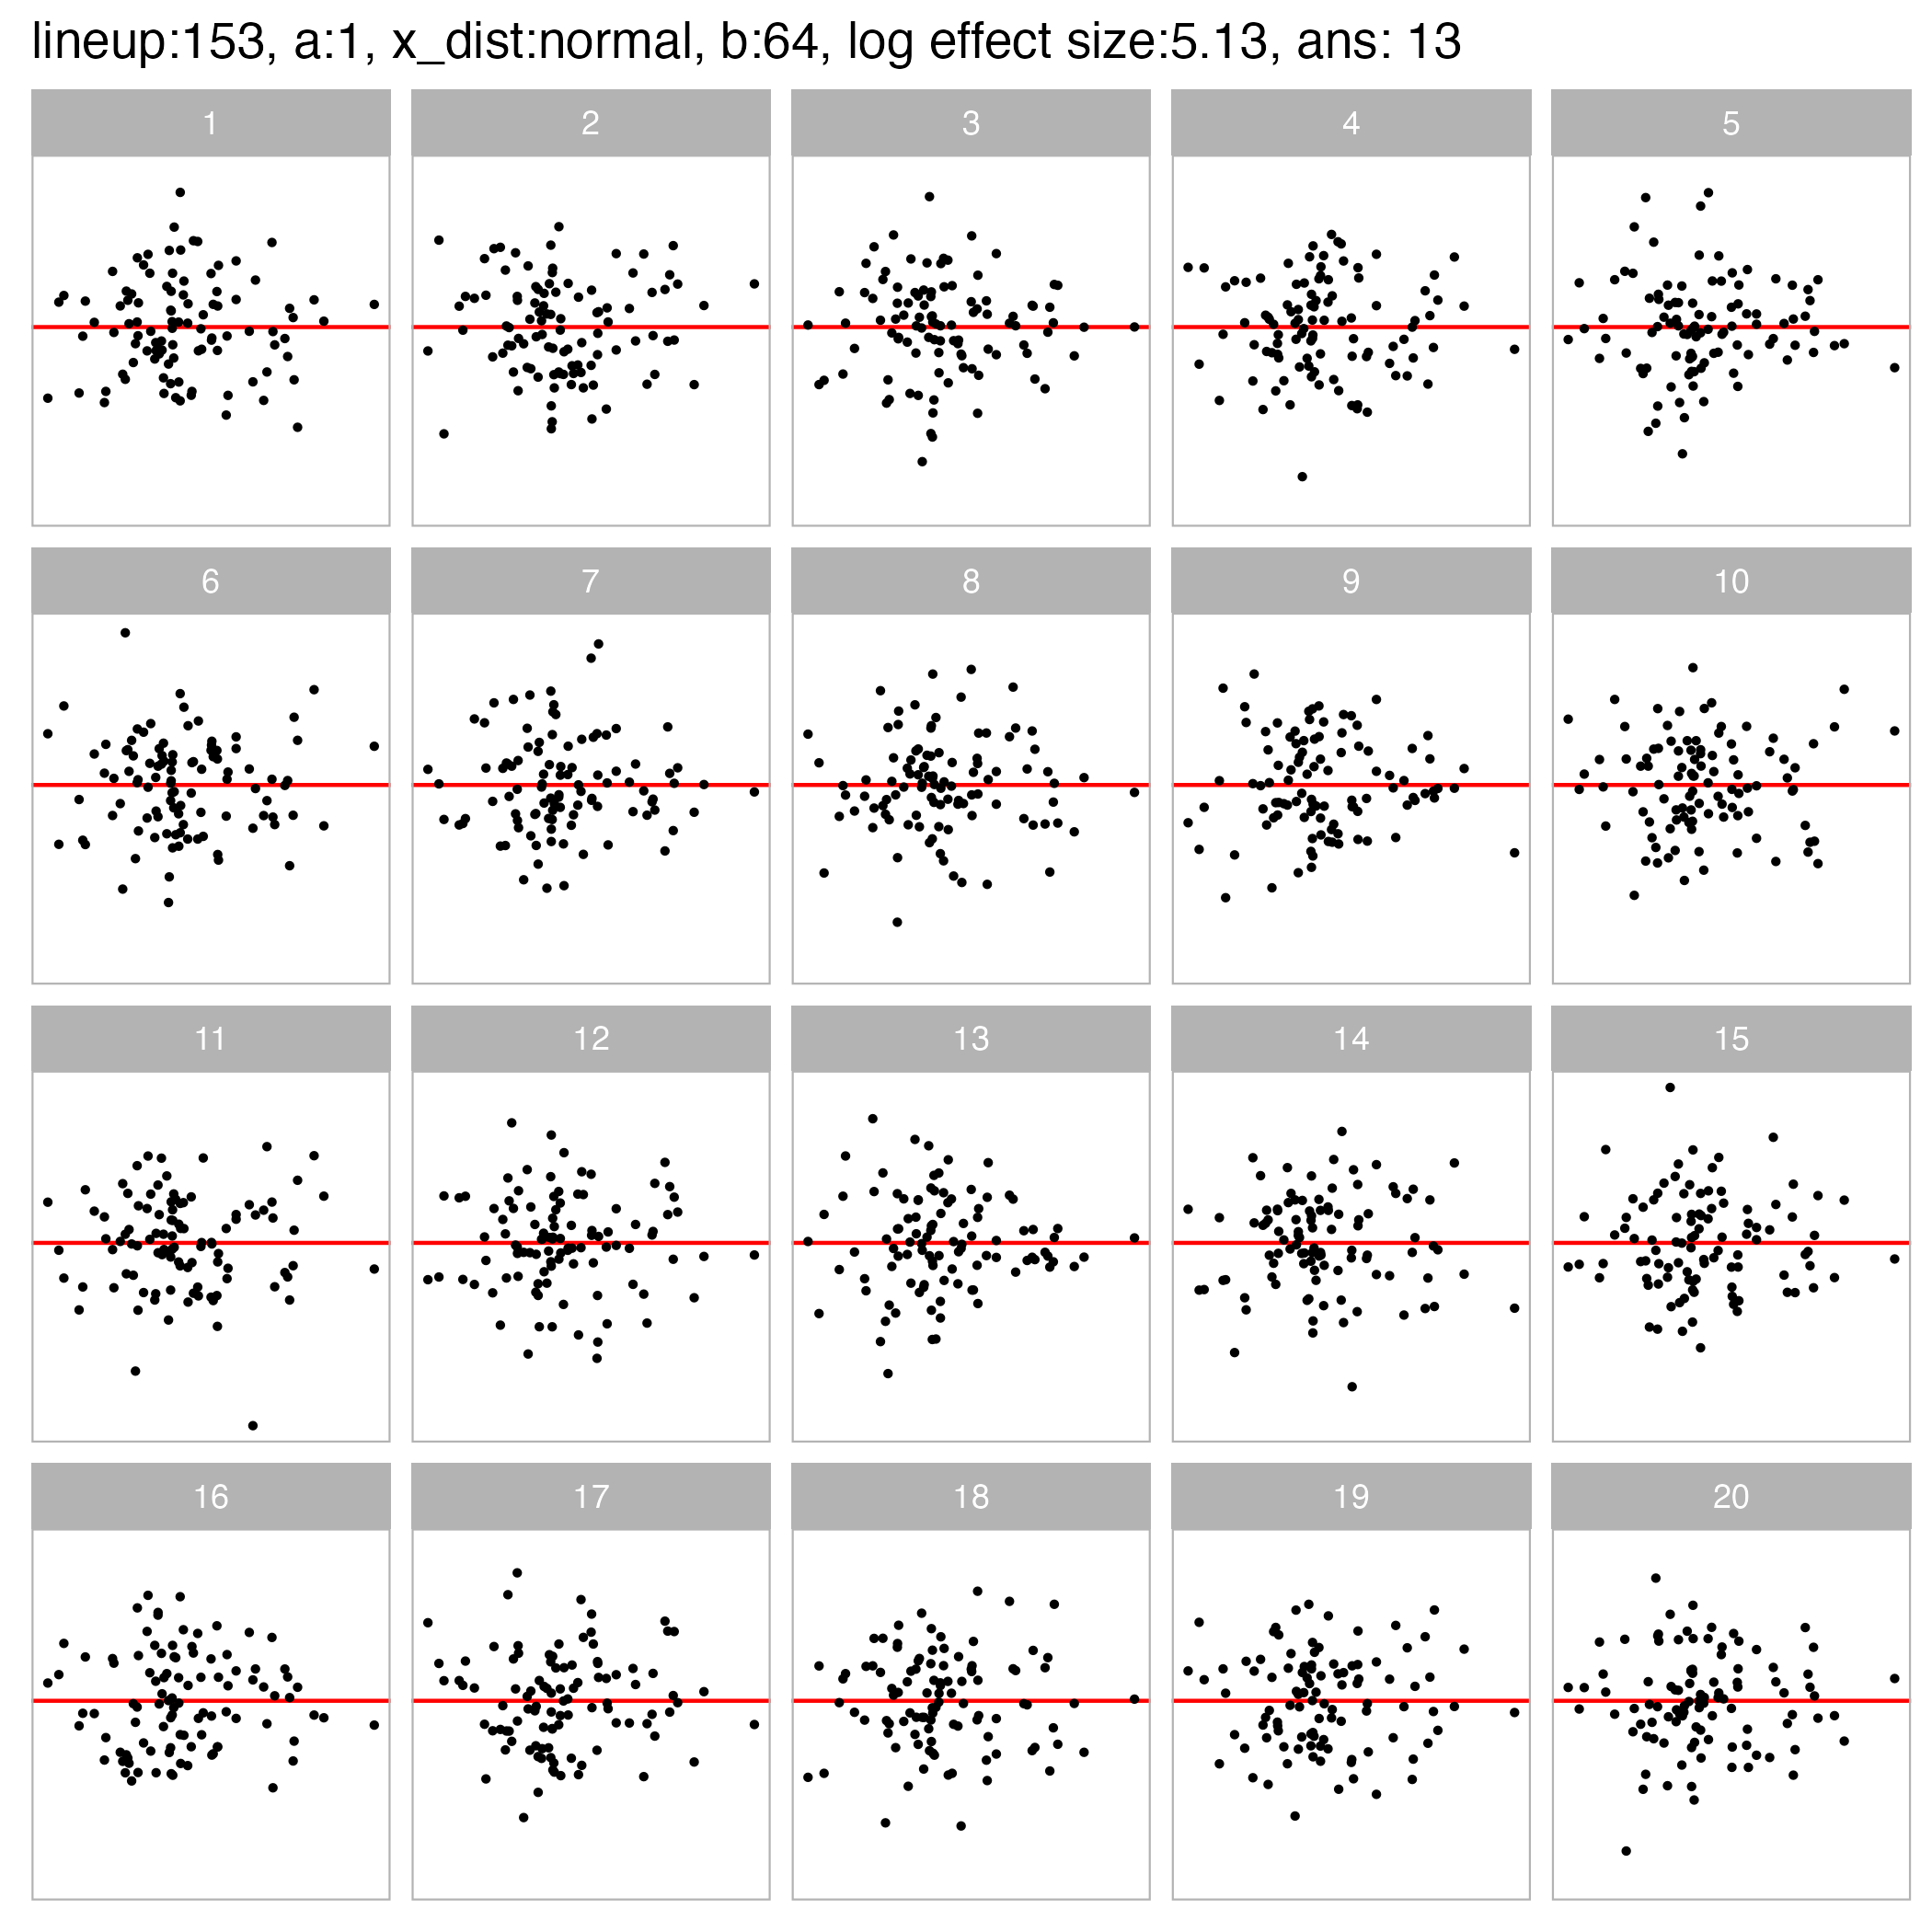 lineup:153, a:1, x_dist:normal, b:64, log effect size:5.13, ans: 13
1 2 3 4 5
6 7 8 9 10
11 12 13 14 15
16 17 18 19 20